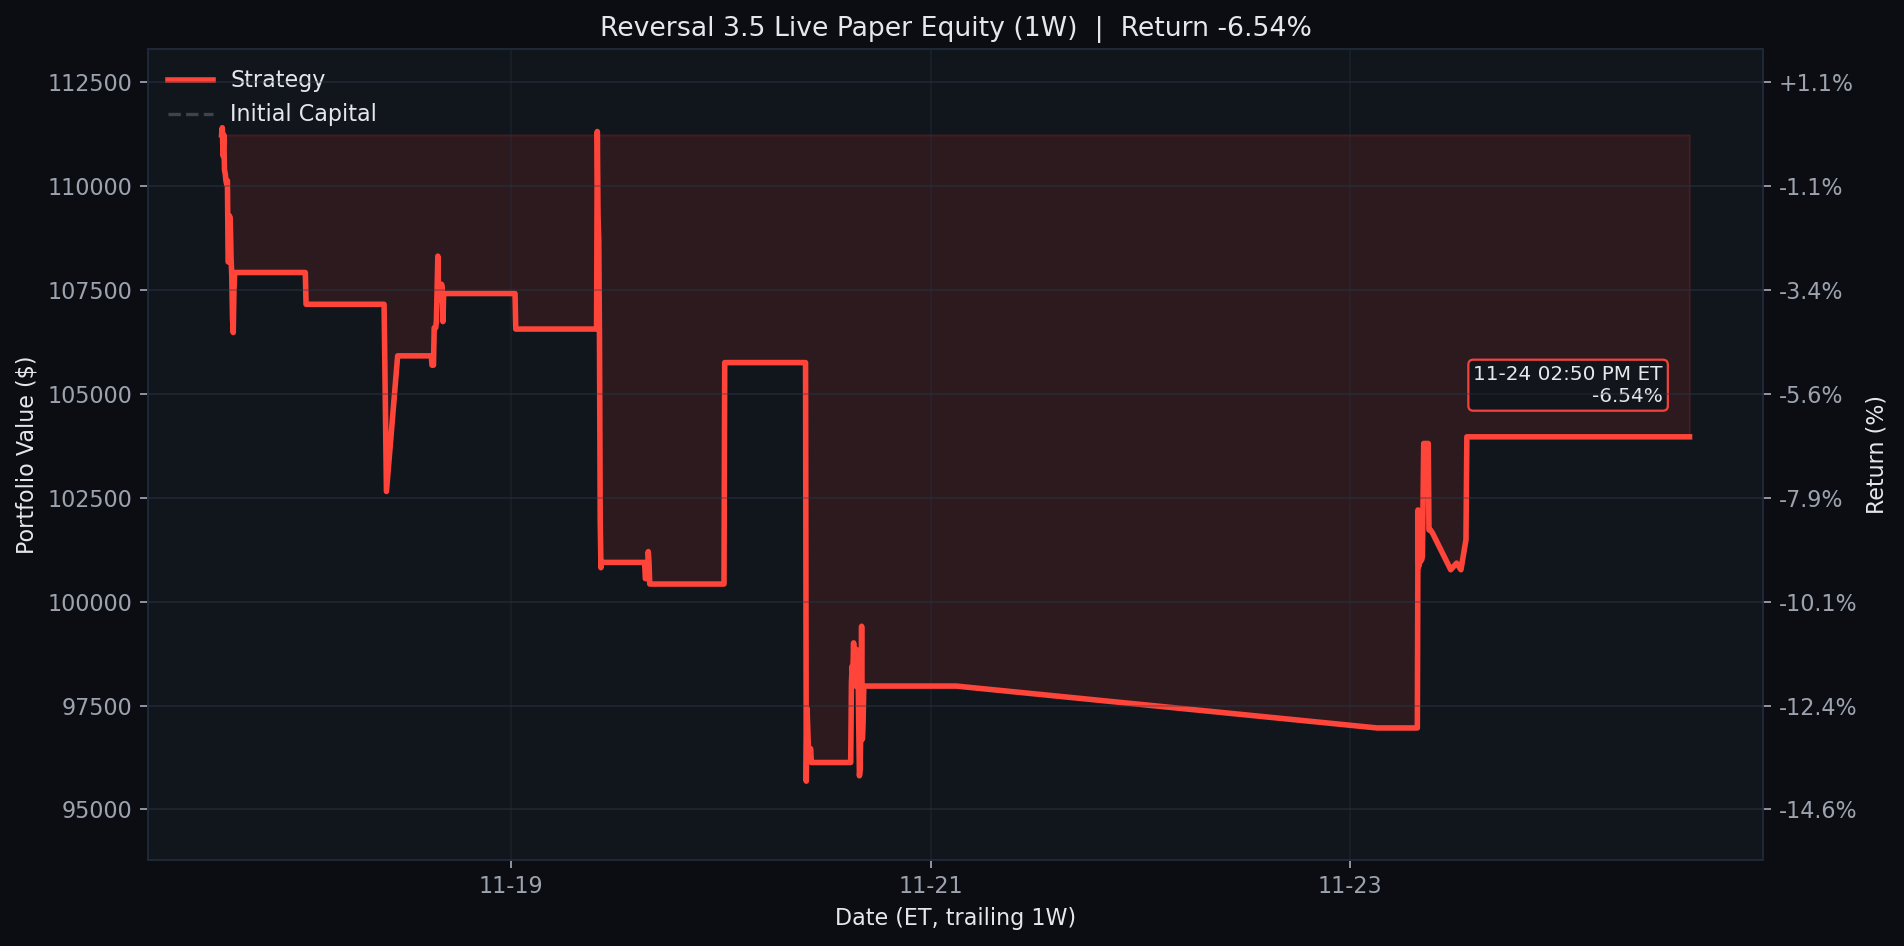 Reversal 3.5 Live Paper Equity (1W) | Return -6.54%
Strategy
Initial Capital
Portfolio Value ($)
112500
110000
107500
105000
102500
100000
97500
95000
+1.1%
-1.1%
-3.4%
-5.6%
-7.9%
-10.1%
-12.4%
-14.6%
Return (%)
11-24 02:50 PM ET
-6.54%
11-19
11-21
11-23
Date (ET, trailing 1W)